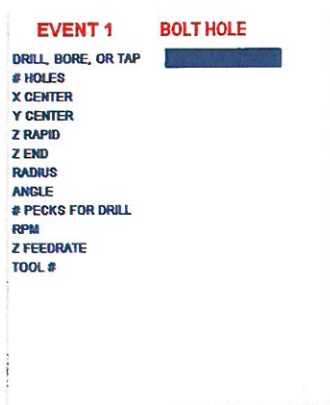 EVENT 1 BOLT HOLE
DRILL, BORE, OR TAP
# HOLES
X CENTER
Y CENTER
Z RAPID
Z END
RADIUS
ANGLE
# PECKS FOR DRILL
RPM
Z FEEDRATE
TOOL #